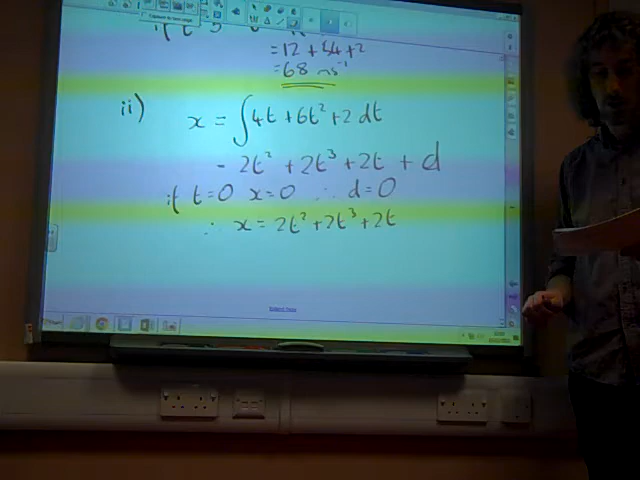 = 12 + 54 + 2
= 68 ms⁻¹
ii) x = ∫4t + 6t² + 2 dt
- 2t² + 2t³ + 2t + d
if t = 0 x = 0 ∴ d = 0
∴ x = 2t² + 2t³ + 2t